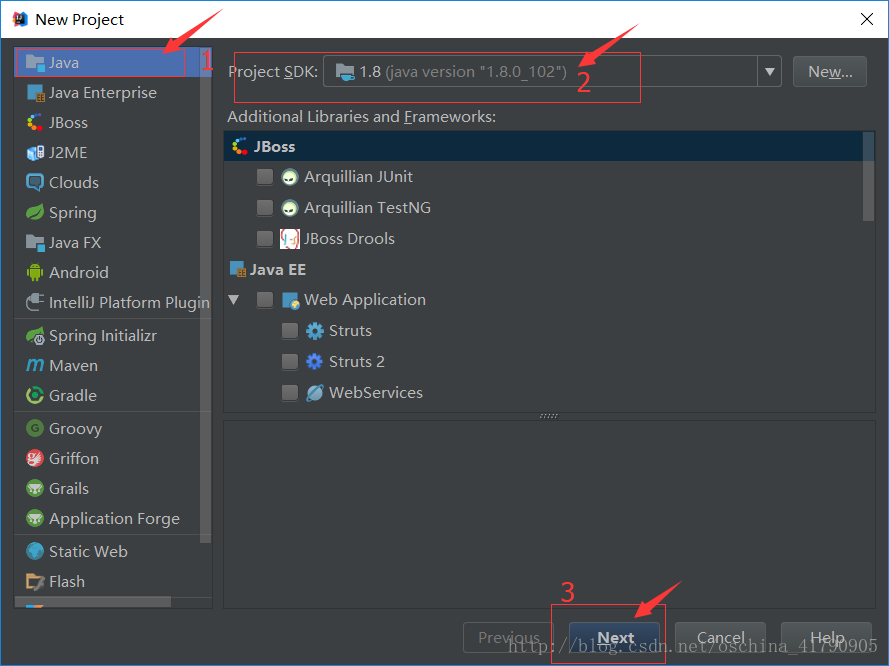 New Project
Java
1
Java Enterprise
JBoss
J2ME
Clouds
Spring
Java FX
Android
IntelliJ Platform Plugin
Spring Initializr
Maven
Gradle
Groovy
Griffon
Grails
Application Forge
Static Web
Flash
Project SDK: 1.8 (java version "1.8.0_102") New...
2
Additional Libraries and Frameworks:
JBoss
Arquillian JUnit
Arquillian TestNG
JBoss Drools
Java EE
Web Application
Struts
Struts 2
WebServices
3
Previous Next Cancel Help
http://blog.csdn.net/oschina_41790905